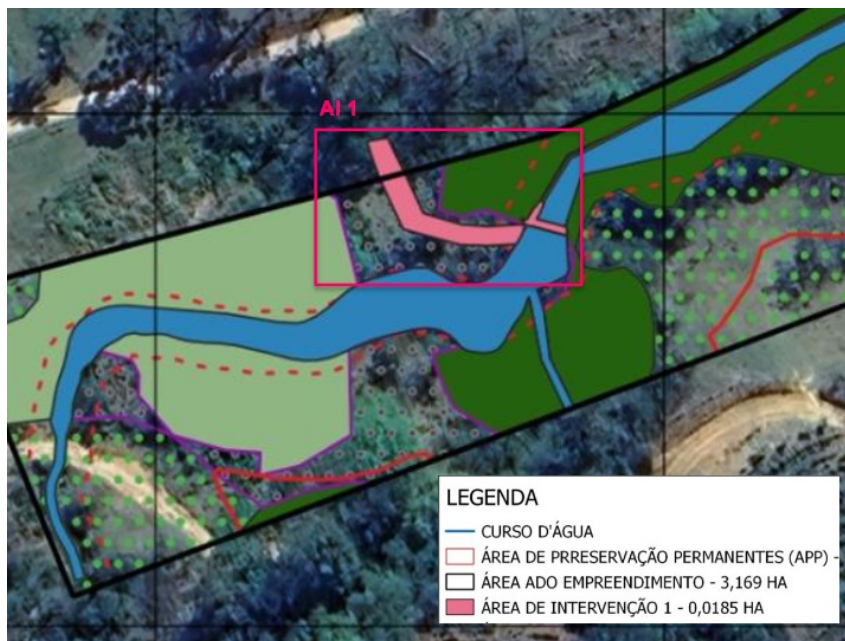 AI 1
LEGENDA
CURSO D'ÁGUA
ÁREA DE PRRESERVAÇÃO PERMANENTES (APP) -
ÁREA ADO EMPREENDIMENTO - 3,169 HA
ÁREA DE INTERVENÇÃO 1 - 0,0185 HA